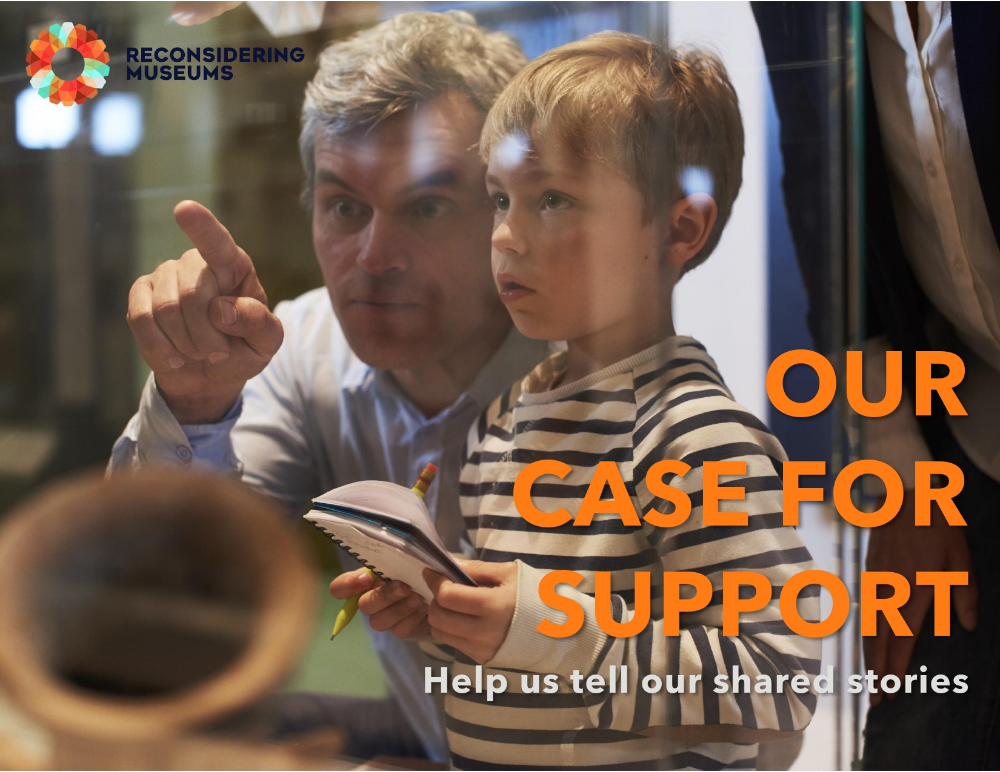 RECONSIDERING
MUSEUMS
OUR
CASE FOR
SUPPORT
Help us tell our shared stories